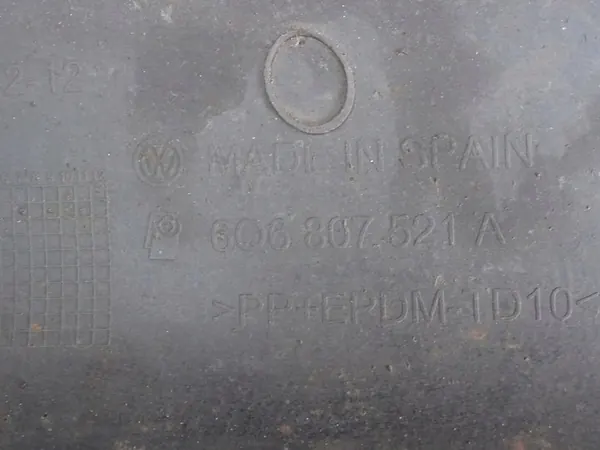 MADE IN SPAIN
6Q6 807 521 A
>PP+EPDM-TD10<